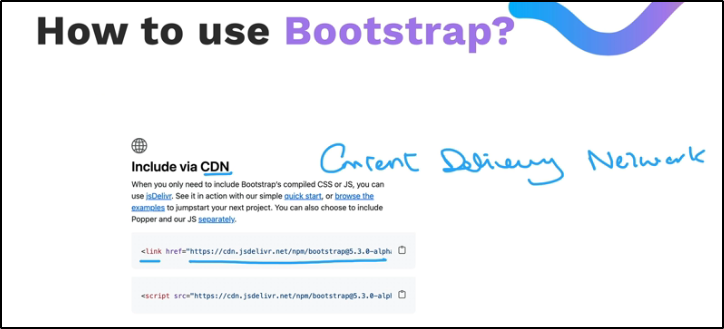 How to use Bootstrap?
Include via CDN
Content Delivery Network
When you only need to include Bootstrap's compiled CSS or JS, you can
use jsDelivr. See it in action with our simple quick start, or browse the
examples to jumpstart your next project. You can also choose to include
Popper and our JS separately.
<link href="https://cdn.jsdelivr.net/npm/bootstrap@5.3.0-alpha
<script src="https://cdn.jsdelivr.net/npm/bootstrap@5.3.0-alp